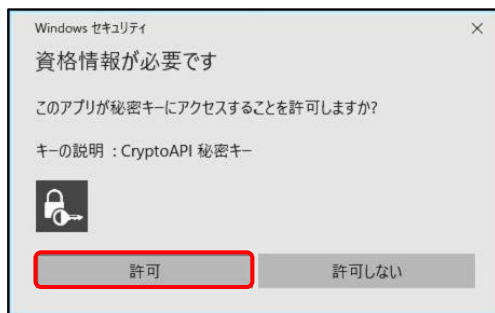 Windows セキュリティ
資格情報が必要です
このアプリが秘密キーにアクセスすることを許可しますか?
キーの説明 : CryptoAPI 秘密キー
許可
許可しない